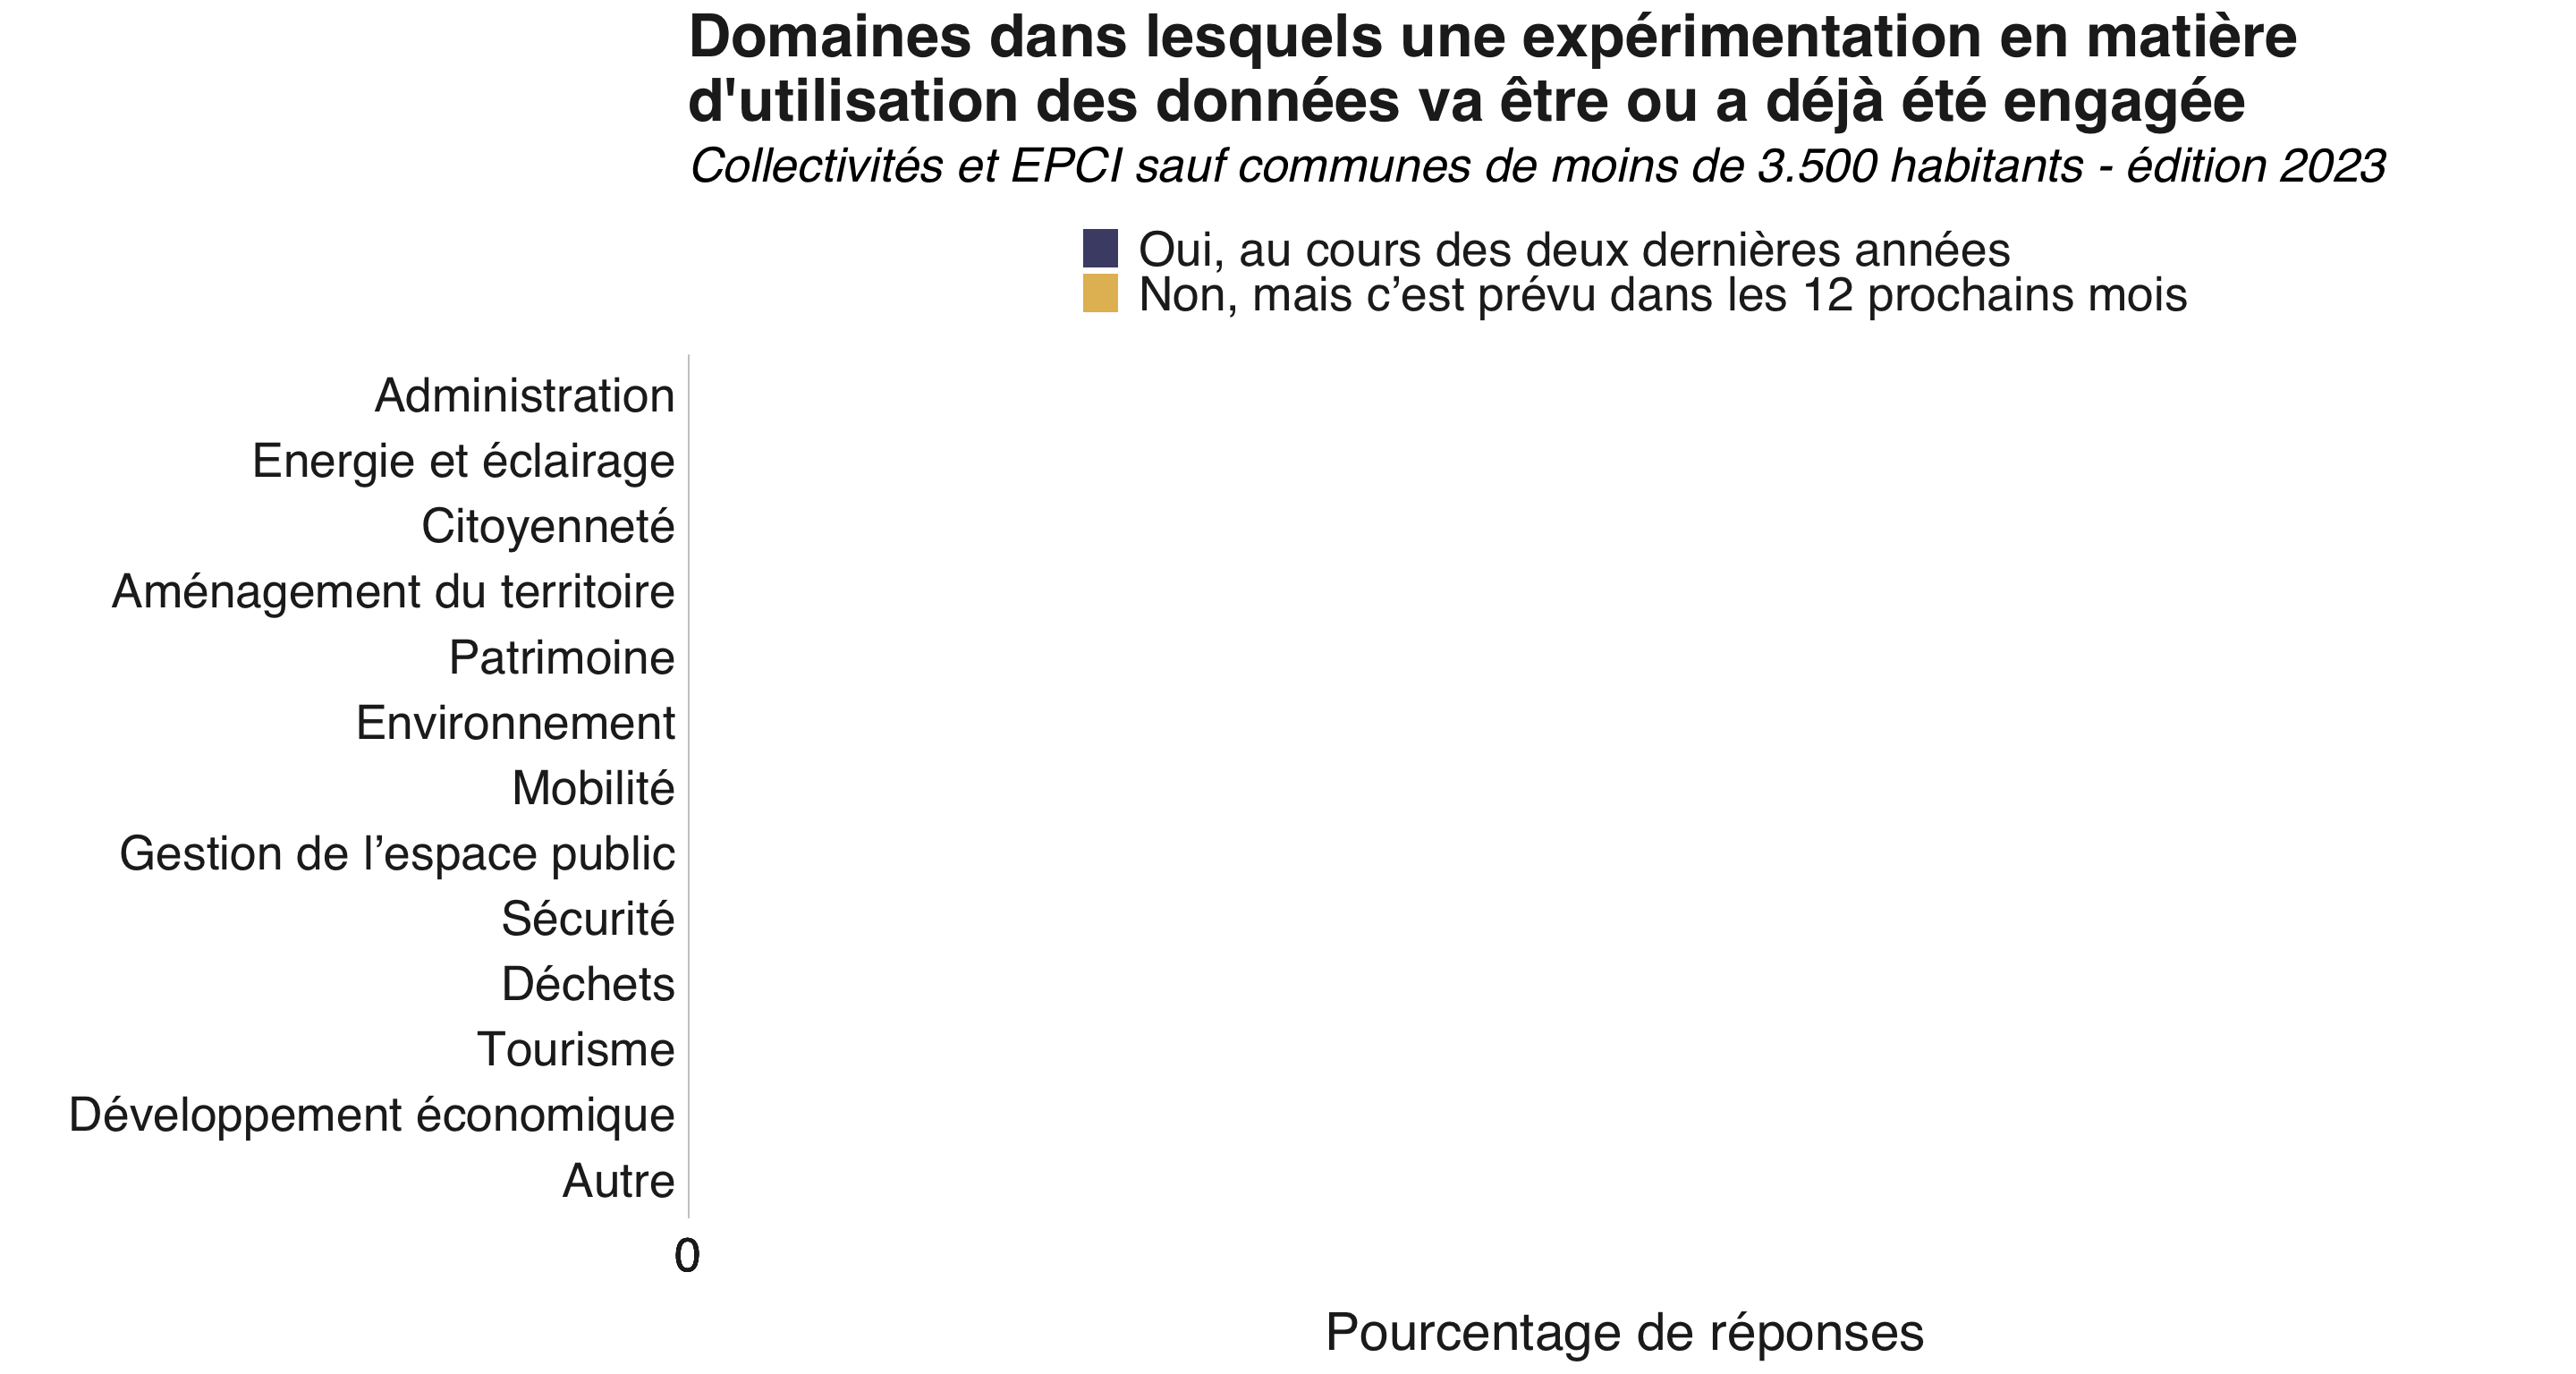 Domaines dans lesquels une expérimentation en matière
d'utilisation des données va être ou a déjà été engagée
Collectivités et EPCI sauf communes de moins de 3.500 habitants - édition 2023
Oui, au cours des deux dernières années
Non, mais c’est prévu dans les 12 prochains mois
Administration
Energie et éclairage
Citoyenneté
Aménagement du territoire
Patrimoine
Environnement
Mobilité
Gestion de l’espace public
Sécurité
Déchets
Tourisme
Développement économique
Autre
0
Pourcentage de réponses